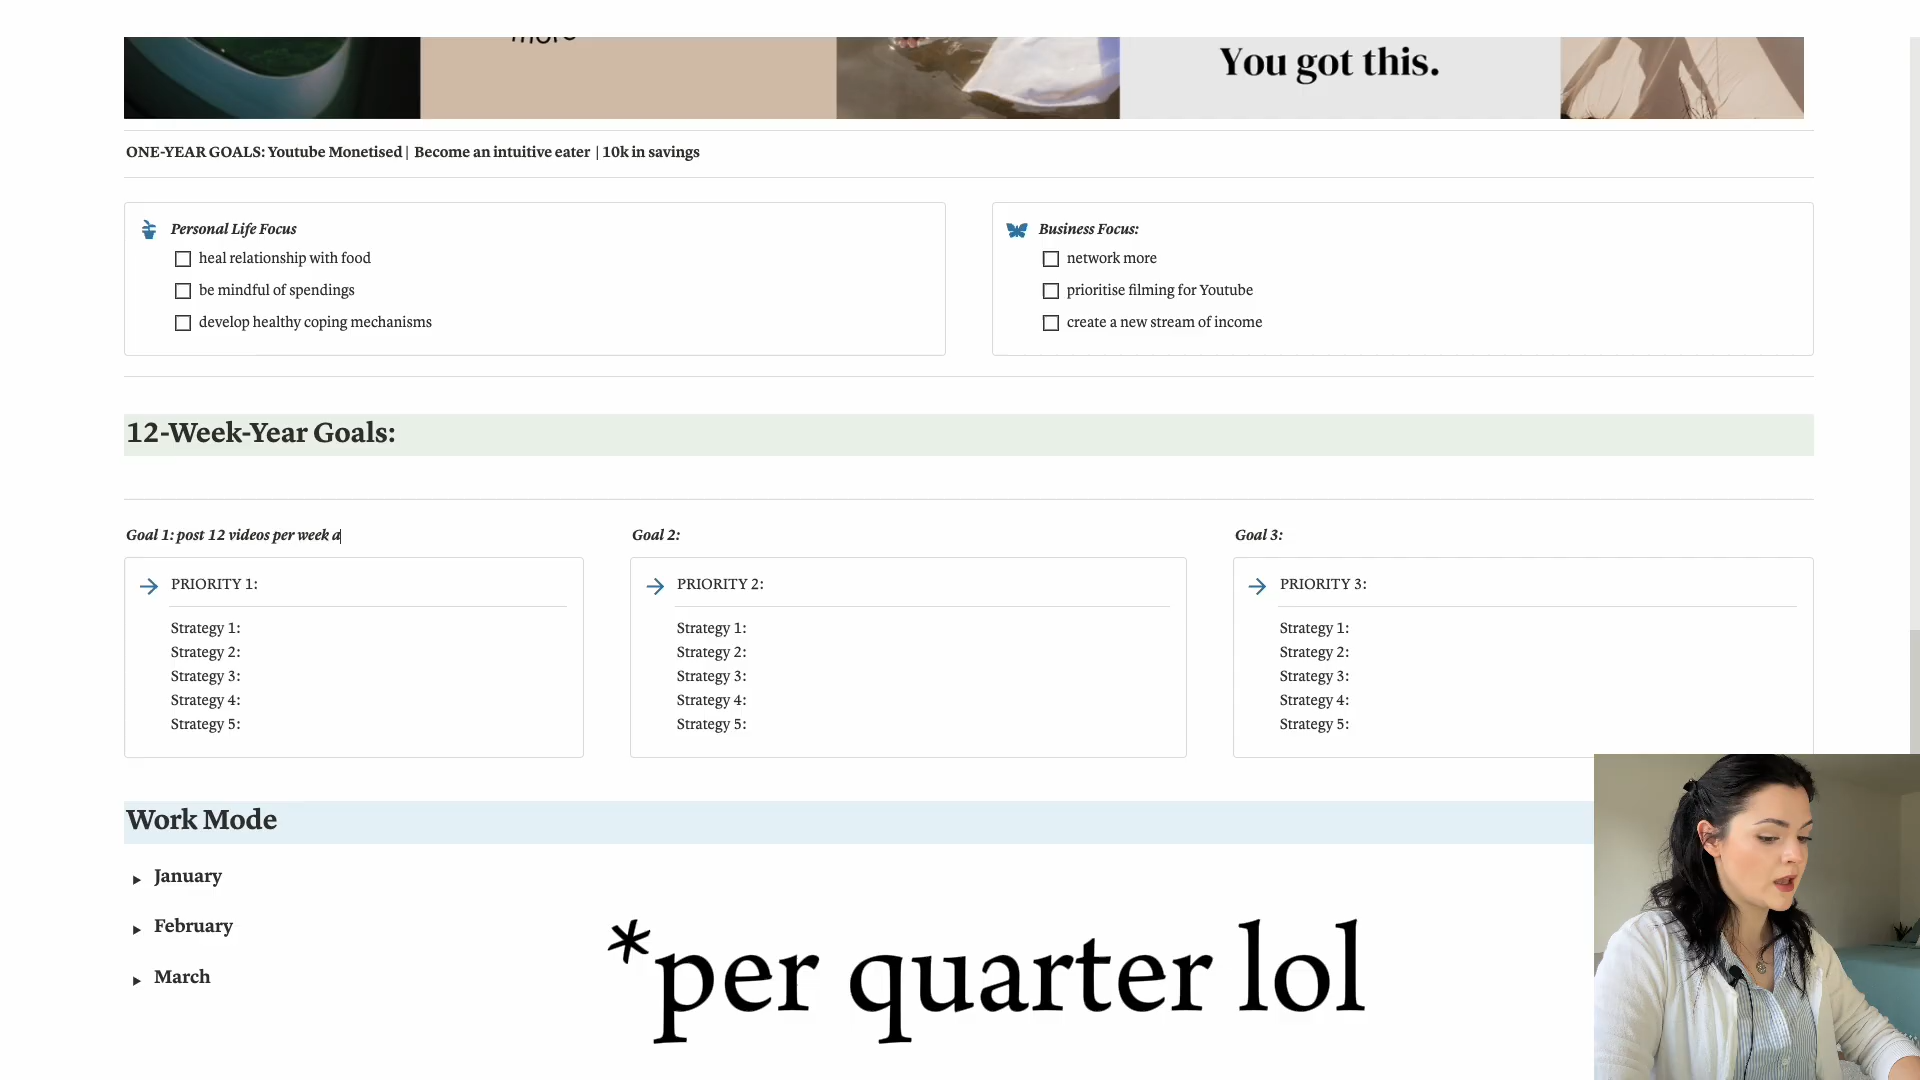 more
You got this.
ONE-YEAR GOALS: Youtube Monetised | Become an intuitive eater | 10k in savings
Personal Life Focus
heal relationship with food
be mindful of spendings
develop healthy coping mechanisms
Business Focus:
network more
prioritise filming for Youtube
create a new stream of income
12-Week-Year Goals:
Goal 1: post 12 videos per week a
PRIORITY 1:
Strategy 1:
Strategy 2:
Strategy 3:
Strategy 4:
Strategy 5:
Goal 2:
PRIORITY 2:
Strategy 1:
Strategy 2:
Strategy 3:
Strategy 4:
Strategy 5:
Goal 3:
PRIORITY 3:
Strategy 1:
Strategy 2:
Strategy 3:
Strategy 4:
Strategy 5:
Work Mode
January
February
March
*per quarter lol